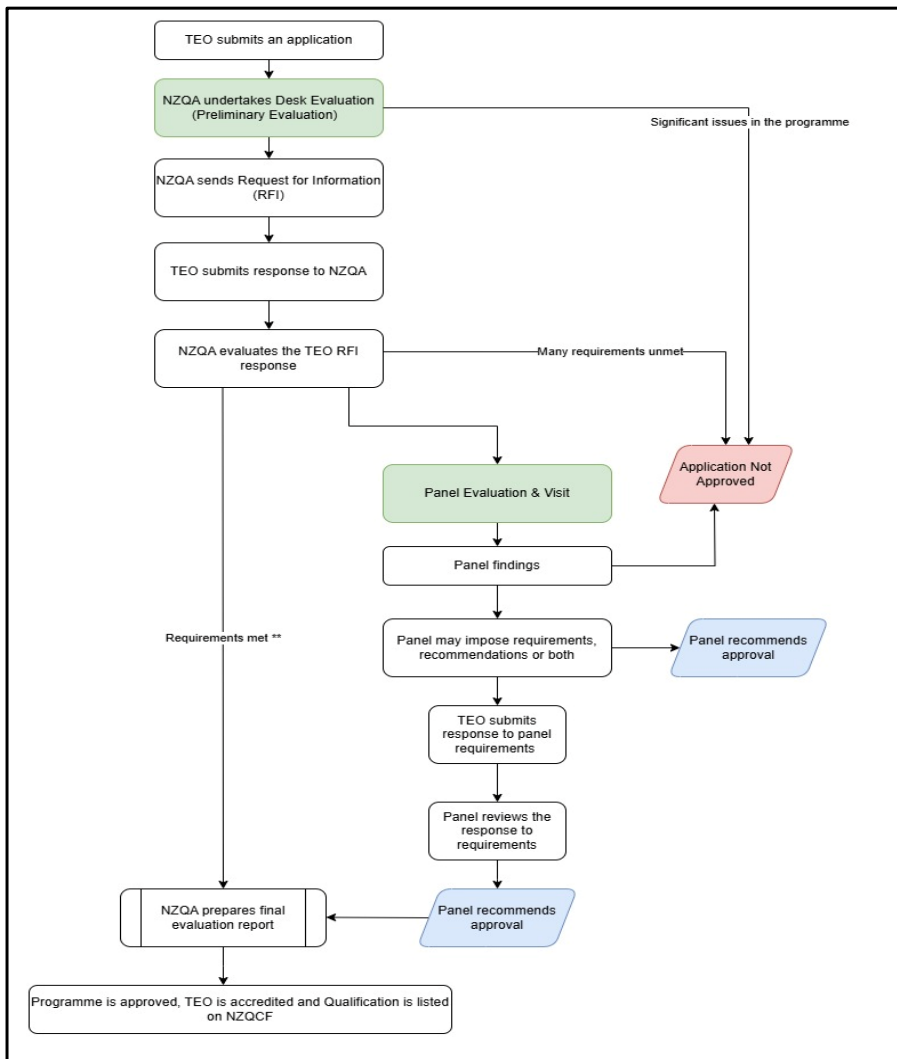 TEO submits an application
NZQA undertakes Desk Evaluation
(Preliminary Evaluation)
Significant issues in the programme
NZQA sends Request for Information
(RFI)
TEO submits response to NZQA
NZQA evaluates the TEO RFI
response
Many requirements unmet
Application Not
Approved
Panel Evaluation & Visit
Panel findings
Requirements met **
Panel may impose requirements,
recommendations or both
Panel recommends
approval
TEO submits
response to panel
requirements
Panel reviews the
response to
requirements
NZQA prepares final
evaluation report
Panel recommends
approval
Programme is approved, TEO is accredited and Qualification is listed
on NZQCF